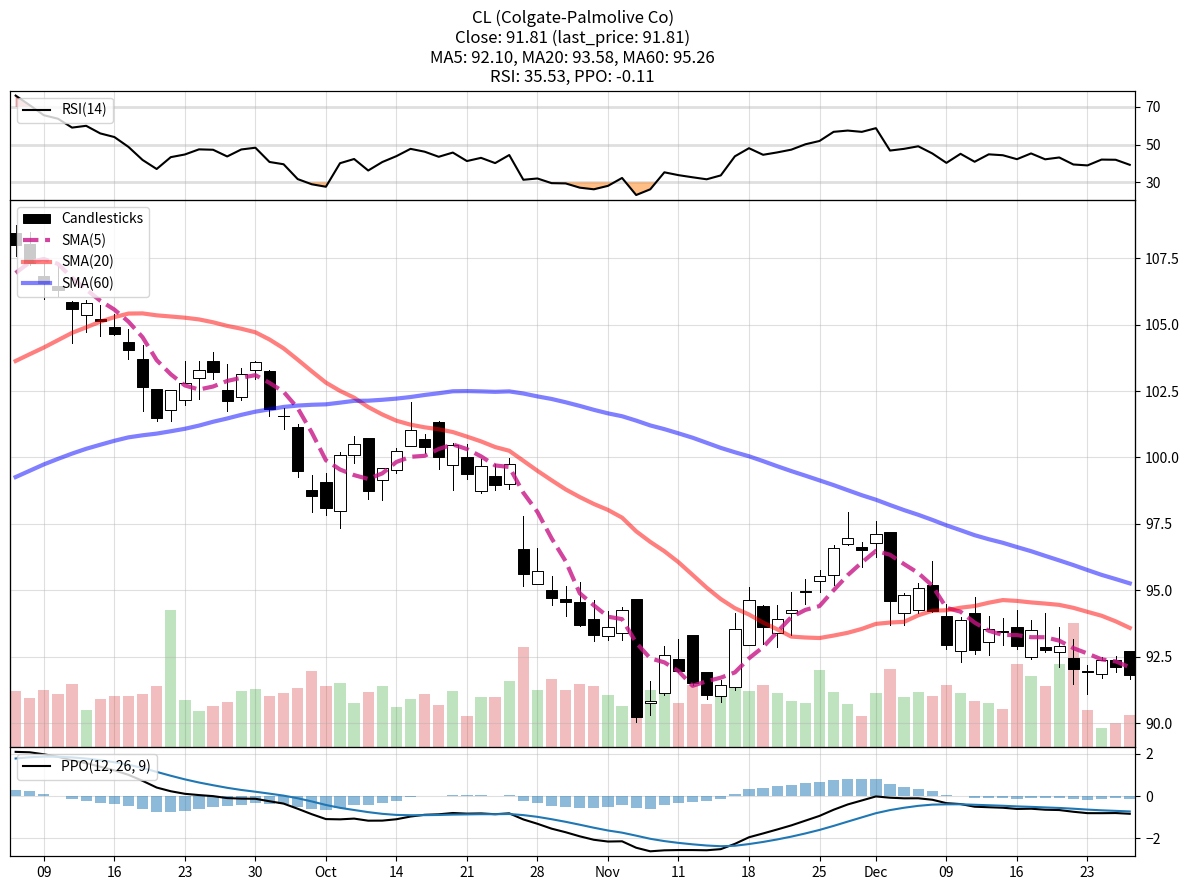 CL (Colgate-Palmolive Co)
Close: 91.81 (last_price: 91.81)
MA5: 92.10, MA20: 93.58, MA60: 95.26
RSI: 35.53, PPO: -0.11
RSI(14)
70
50
30
Candlesticks
SMA(5)
SMA(20)
SMA(60)
107.5
105.0
102.5
100.0
97.5
95.0
92.5
90.0
PPO(12, 26, 9)
2
0
−2
09 16 23 30 Oct 14 21 28 Nov 11 18 25 Dec 09 16 23